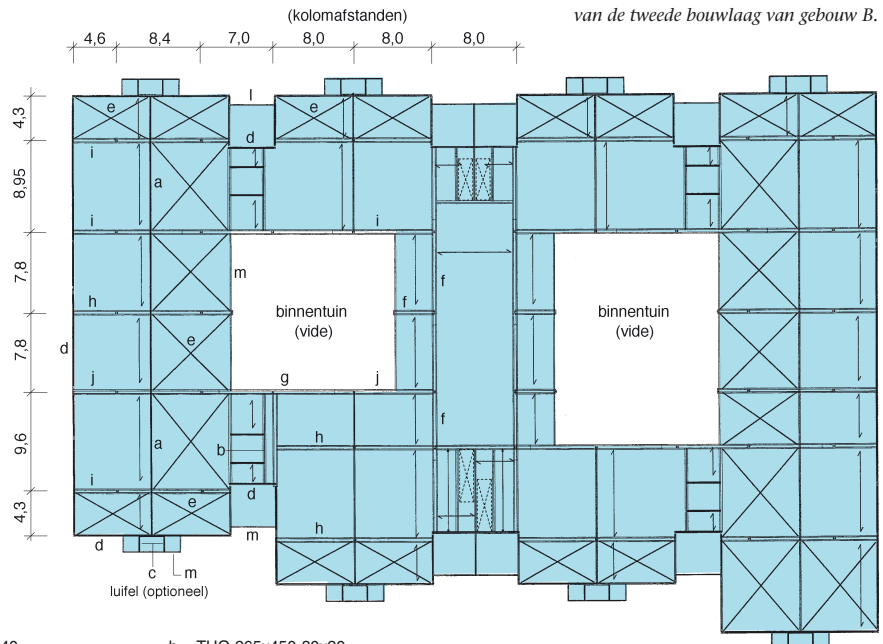 (kolomafstanden)
van de tweede bouwlaag van gebouw B.
4,6 8,4 7,0 8,0 8,0 8,0
l
e e
4,3
d
i
a
8,95
i i
m f
7,8
h f
binnentuin
(vide)
binnentuin
(vide)
e
d
7,8
j g j
f
h
a b
9,6
i
d
e
h
4,3
d m
c m
luifel (optioneel)